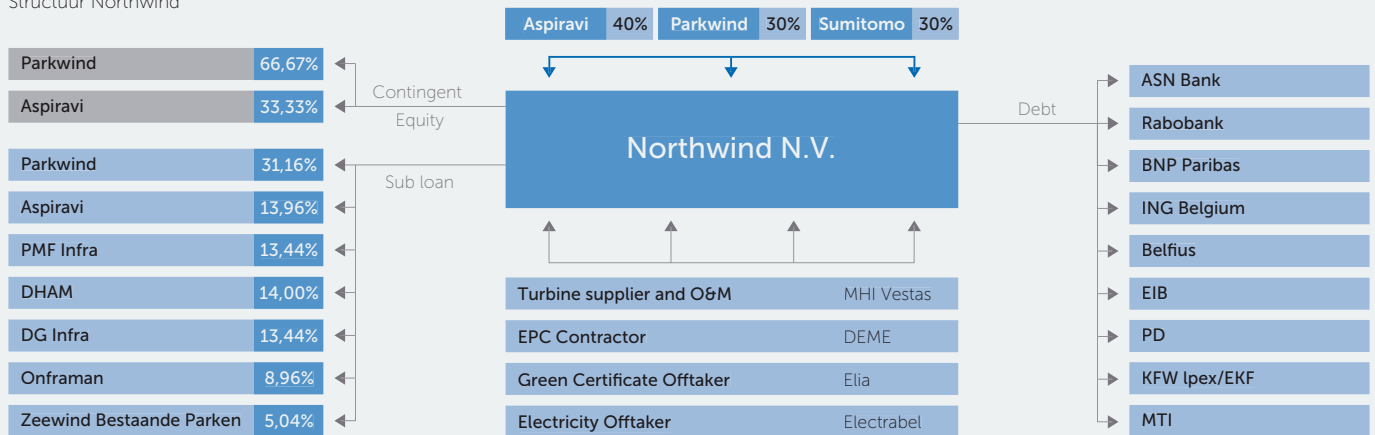 Structuur Northwind
Aspiravi 40% Parkwind 30% Sumitomo 30%
Parkwind 66,67%
Aspiravi 33,33%
Contingent
Equity
Parkwind 31,16%
Aspiravi 13,96%
PMF Infra 13,44%
DHAM 14,00%
DG Infra 13,44%
Onframan 8,96%
Zeewind Bestaande Parken 5,04%
Sub loan
Northwind N.V.
Turbine supplier and O&M MHI Vestas
EPC Contractor DEME
Green Certificate Offtaker Elia
Electricity Offtaker Electrabel
Debt
ASN Bank
Rabobank
BNP Paribas
ING Belgium
Belfius
EIB
PD
KFW lpex/EKF
MTI